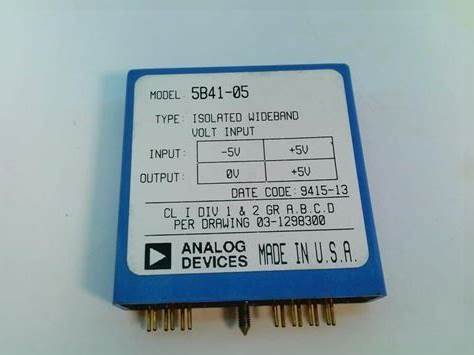 MODEL 5B41-05
TYPE: ISOLATED WIDEBAND
VOLT INPUT
INPUT: -5V +5V
OUTPUT: 0V +5V
DATE CODE: 9415-13
CL I DIV 1 & 2 GR A.B.C.D
PER DRAWING 03-1298300
ANALOG DEVICES MADE IN U.S.A.